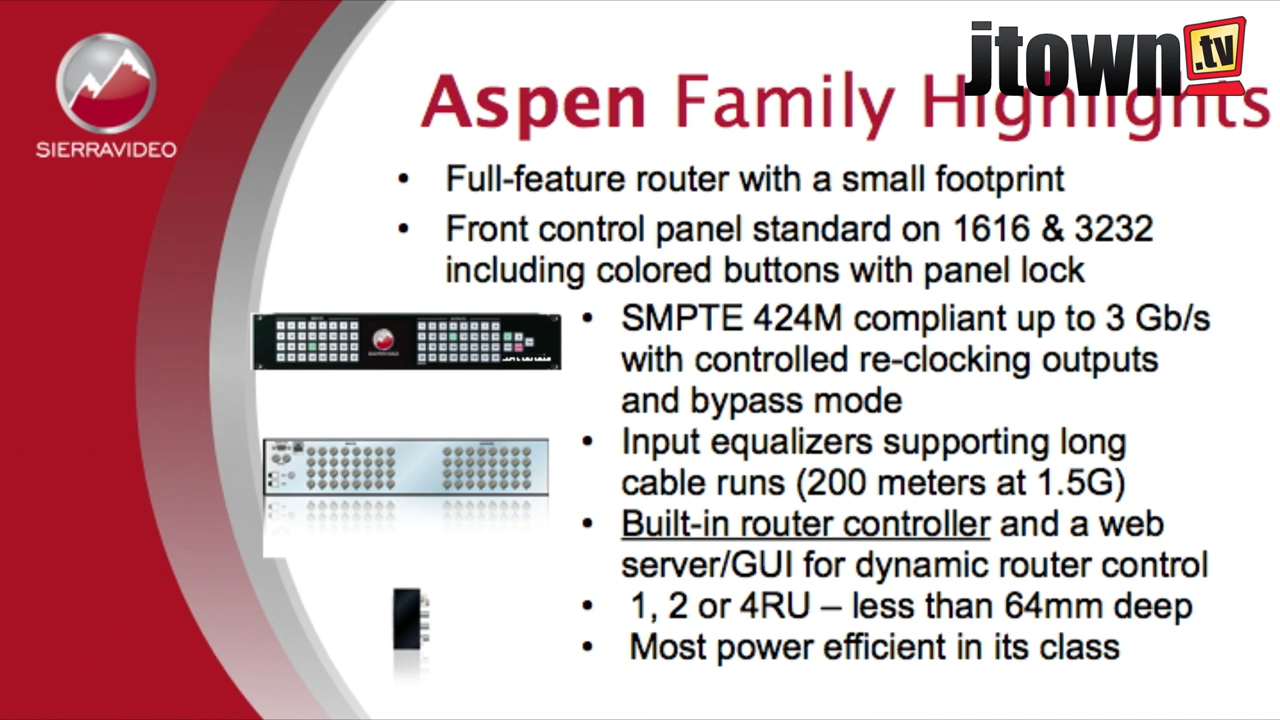 jtown.tv
SIERRAVIDEO
Aspen Family Highlights
• Full-feature router with a small footprint
• Front control panel standard on 1616 & 3232
including colored buttons with panel lock
• SMPTE 424M compliant up to 3 Gb/s
with controlled re-clocking outputs
and bypass mode
• Input equalizers supporting long
cable runs (200 meters at 1.5G)
• Built-in router controller and a web
server/GUI for dynamic router control
• 1, 2 or 4RU – less than 64mm deep
• Most power efficient in its class